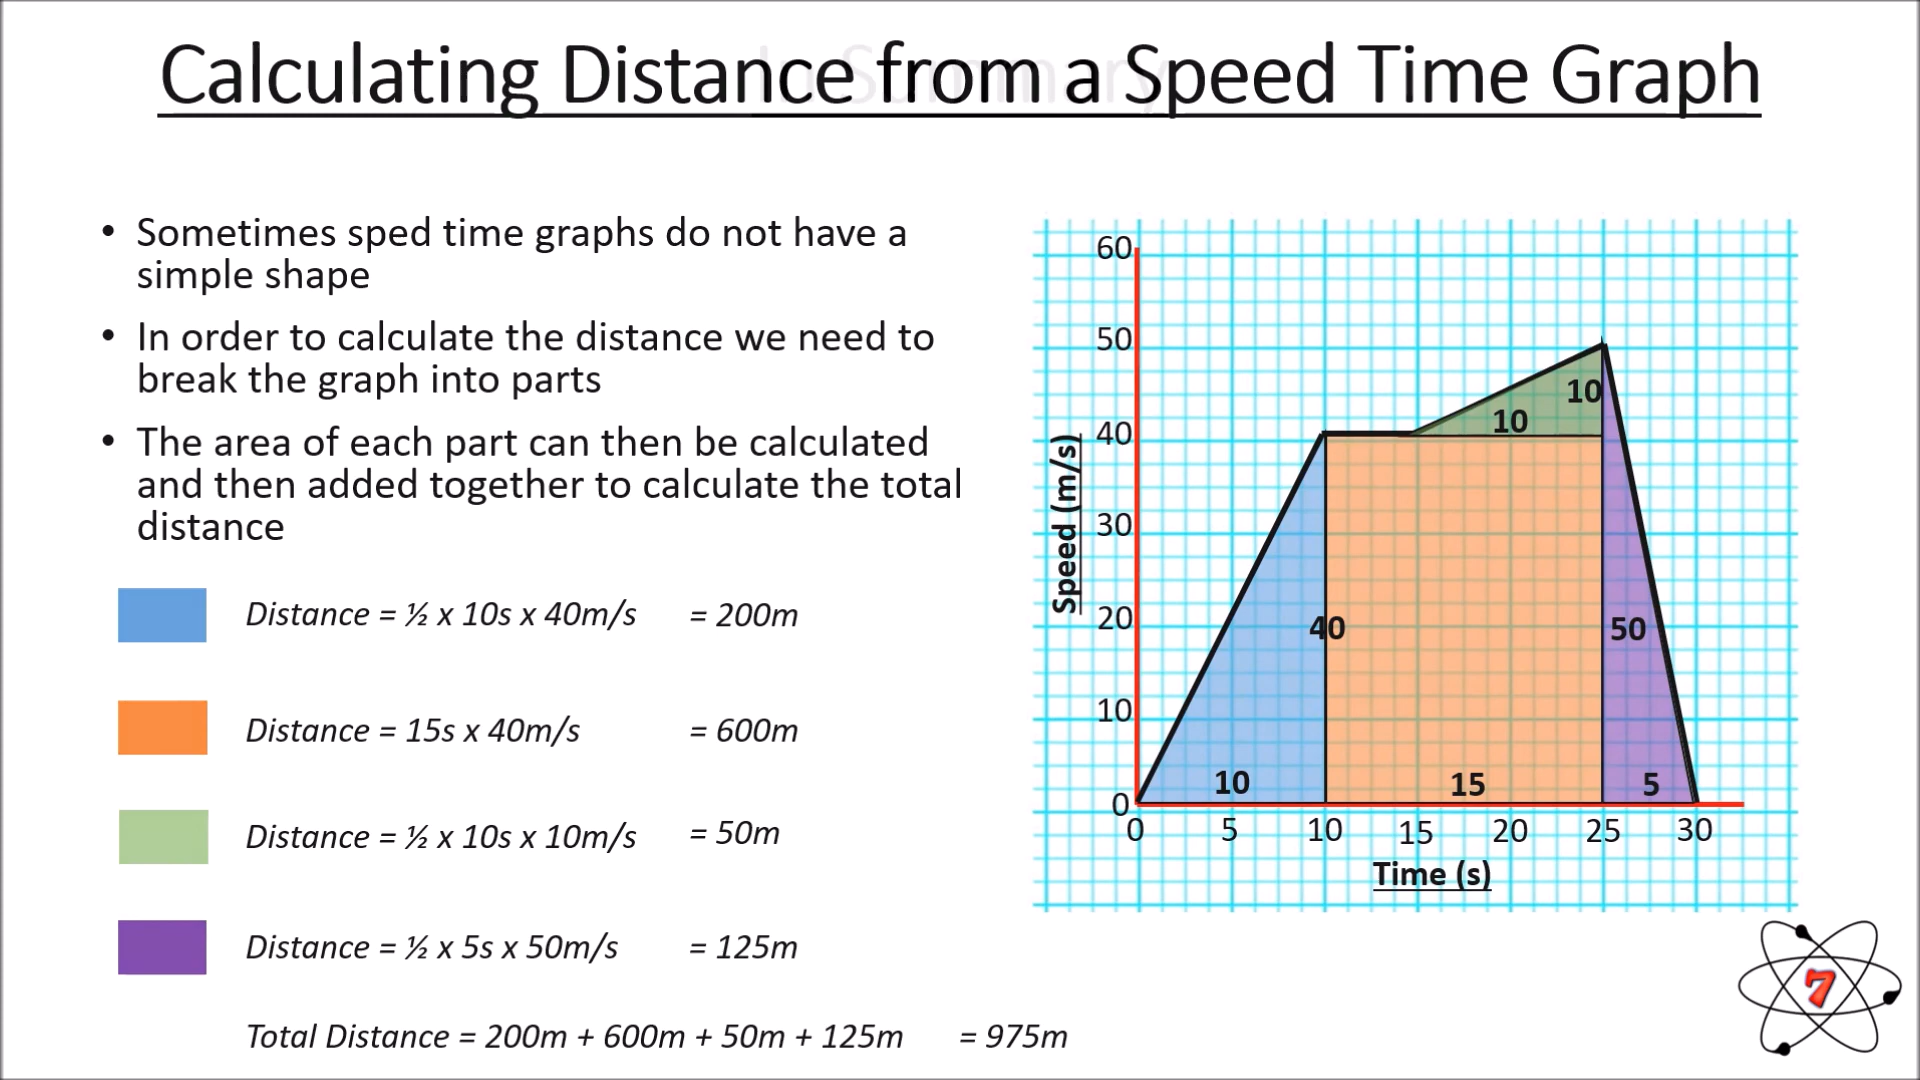 Calculating Distance from a Speed Time Graph
In Summary
• Sometimes sped time graphs do not have a
simple shape
• In order to calculate the distance we need to
break the graph into parts
• The area of each part can then be calculated
and then added together to calculate the total
distance
Distance = ½ x 10s x 40m/s = 200m
Distance = 15s x 40m/s = 600m
Distance = ½ x 10s x 10m/s = 50m
Distance = ½ x 5s x 50m/s = 125m
Total Distance = 200m + 600m + 50m + 125m = 975m
Speed (m/s)
60
50
40
30
20
10
0
10
10
40
50
10
15
5
0 5 10 15 20 25 30
Time (s)
7